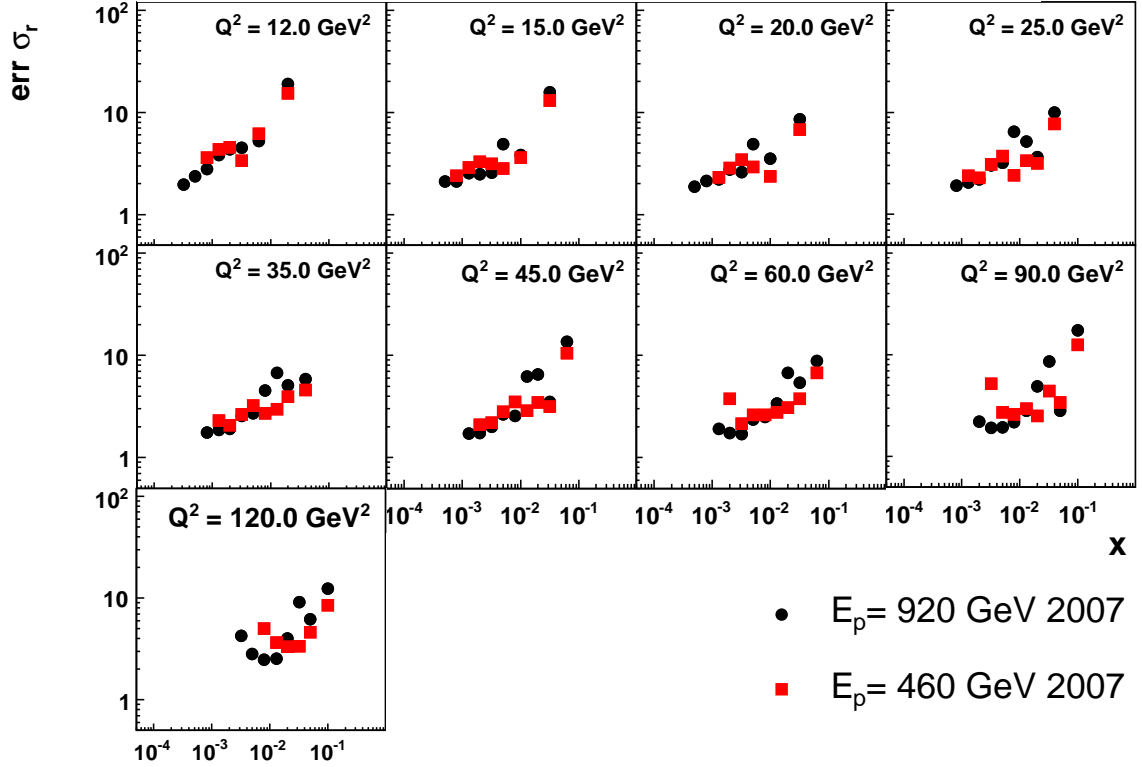 err σᵣ
10²
10
1
Q² = 12.0 GeV²
Q² = 15.0 GeV²
Q² = 20.0 GeV²
Q² = 25.0 GeV²
10
1
Q² = 35.0 GeV²
Q² = 45.0 GeV²
Q² = 60.0 GeV²
Q² = 90.0 GeV²
10²
10
1
Q² = 120.0 GeV²
10⁻⁴ 10⁻³ 10⁻² 10⁻¹
10⁻⁴ 10⁻³ 10⁻² 10⁻¹
10⁻⁴ 10⁻³ 10⁻² 10⁻¹
x
10⁻⁴ 10⁻³ 10⁻² 10⁻¹
Eₚ= 920 GeV 2007
Eₚ= 460 GeV 2007